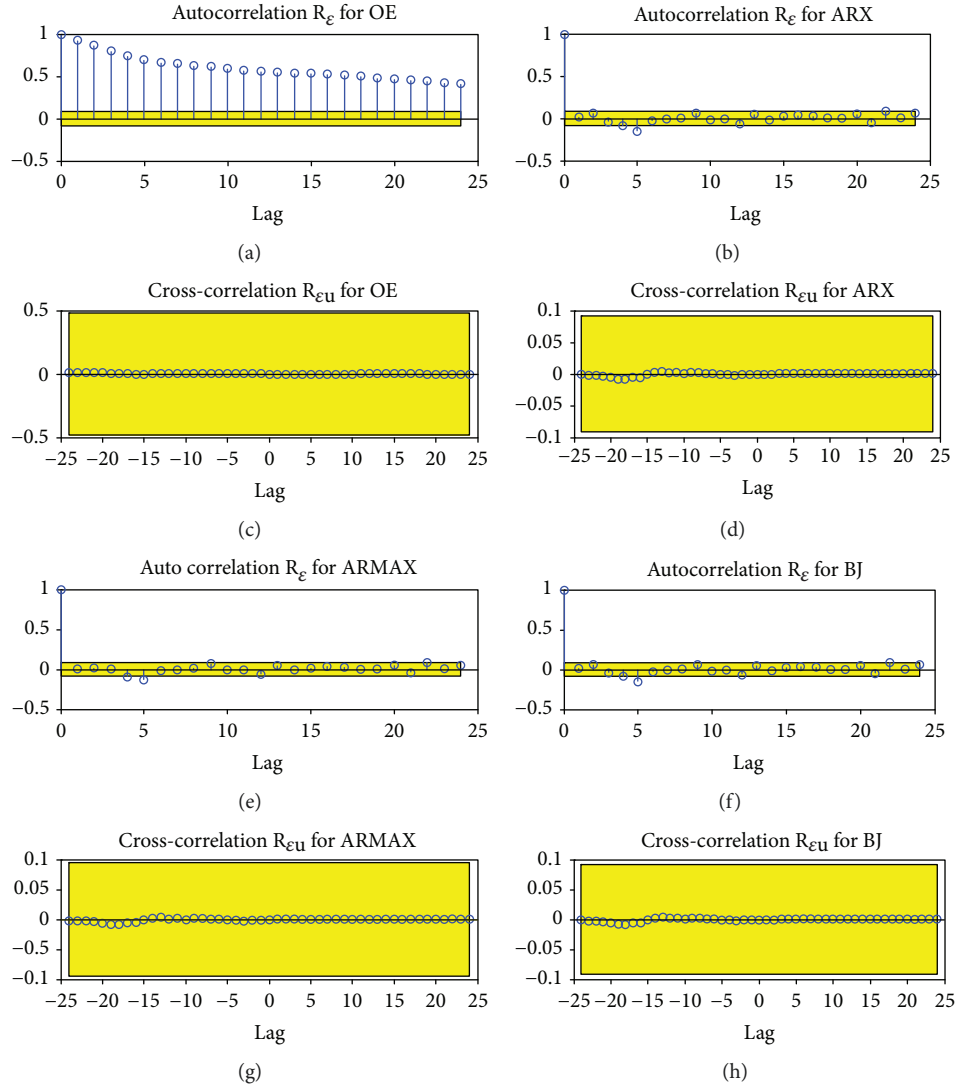 Autocorrelation Rε for OE
1
0.5
0
−0.5
0 5 10 15 20 25
Lag
(a)
Autocorrelation Rε for ARX
1
0.5
0
−0.5
0 5 10 15 20 25
Lag
(b)
Cross-correlation Rεu for OE
0.5
0
−0.5
−25 −20 −15 −10 −5 0 5 10 15 20 25
Lag
(c)
Cross-correlation Rεu for ARX
0.1
0.05
0
−0.05
−0.1
−25 −20 −15 −10 −5 0 5 10 15 20 25
Lag
(d)
Auto correlation Rε for ARMAX
1
0.5
0
−0.5
0 5 10 15 20 25
Lag
(e)
Autocorrelation Rε for BJ
1
0.5
0
−0.5
0 5 10 15 20 25
Lag
(f)
Cross-correlation Rεu for ARMAX
0.1
0.05
0
−0.05
−0.1
−25 −20 −15 −10 −5 0 5 10 15 20 25
Lag
(g)
Cross-correlation Rεu for BJ
0.1
0.05
0
−0.05
−0.1
−25 −20 −15 −10 −5 0 5 10 15 20 25
Lag
(h)